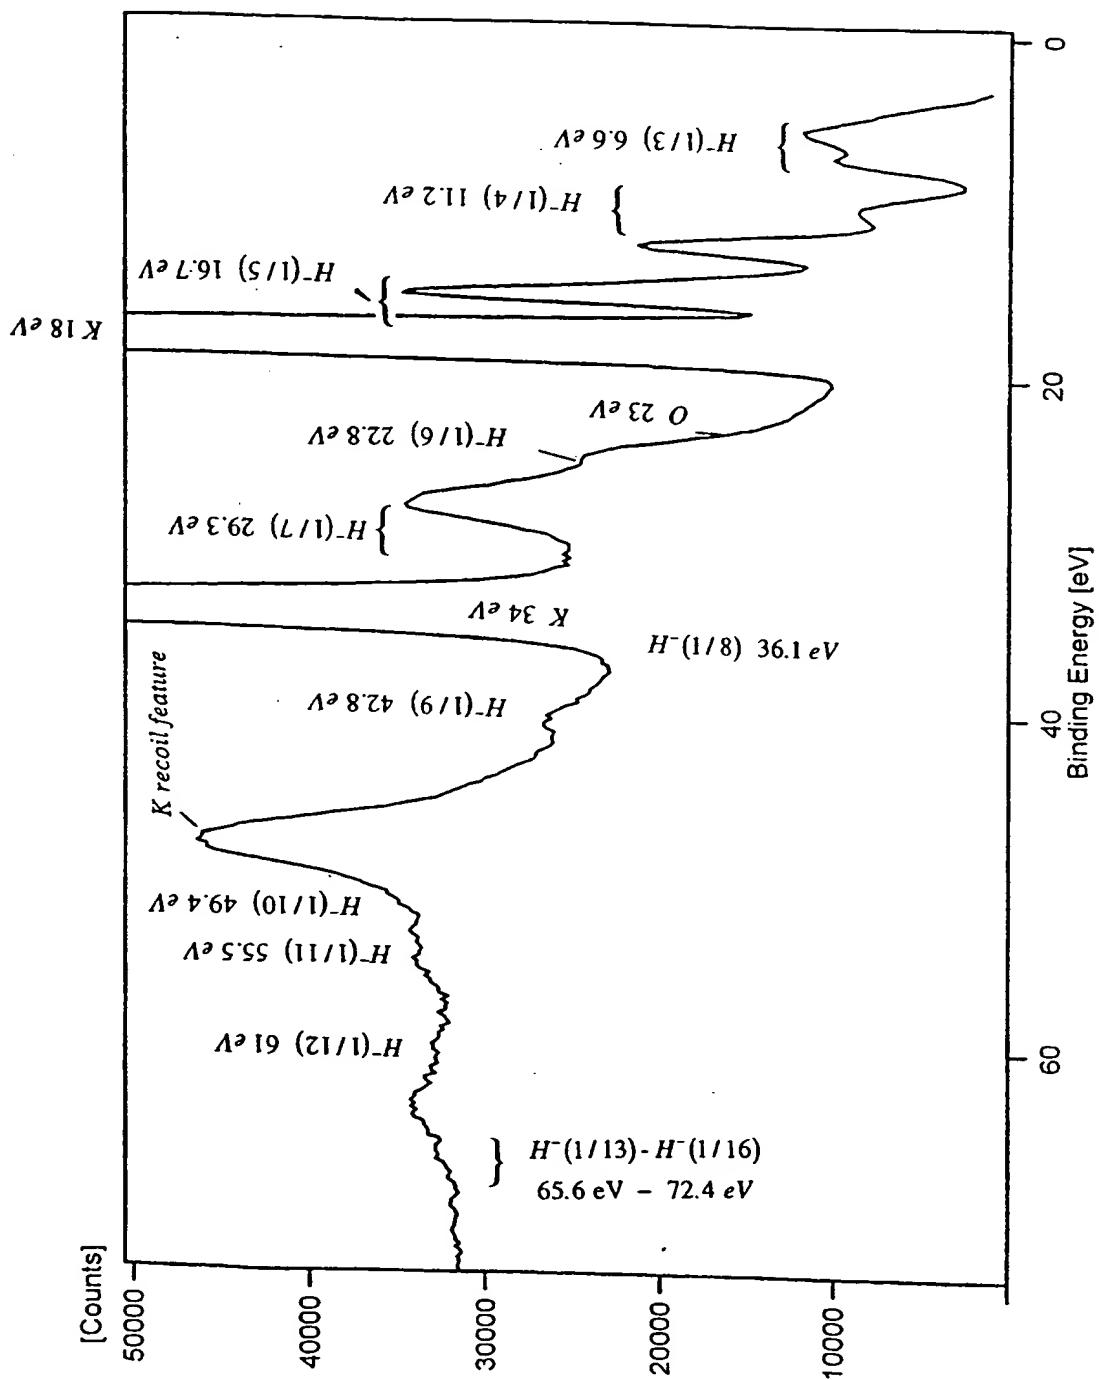 [Counts]
50000
40000
30000
20000
10000
0
20
40
60
Binding Energy [eV]
H⁻(1/3) 6.6 eV
H⁻(1/4) 11.2 eV
H⁻(1/5) 16.7 eV
K 18 eV
O 23 eV
H⁻(1/6) 22.8 eV
H⁻(1/7) 29.3 eV
K 34 eV
H⁻(1/8) 36.1 eV
H⁻(1/9) 42.8 eV
K recoil feature
H⁻(1/10) 49.4 eV
H⁻(1/11) 55.5 eV
H⁻(1/12) 61 eV
H⁻(1/13) - H⁻(1/16)
65.6 eV – 72.4 eV